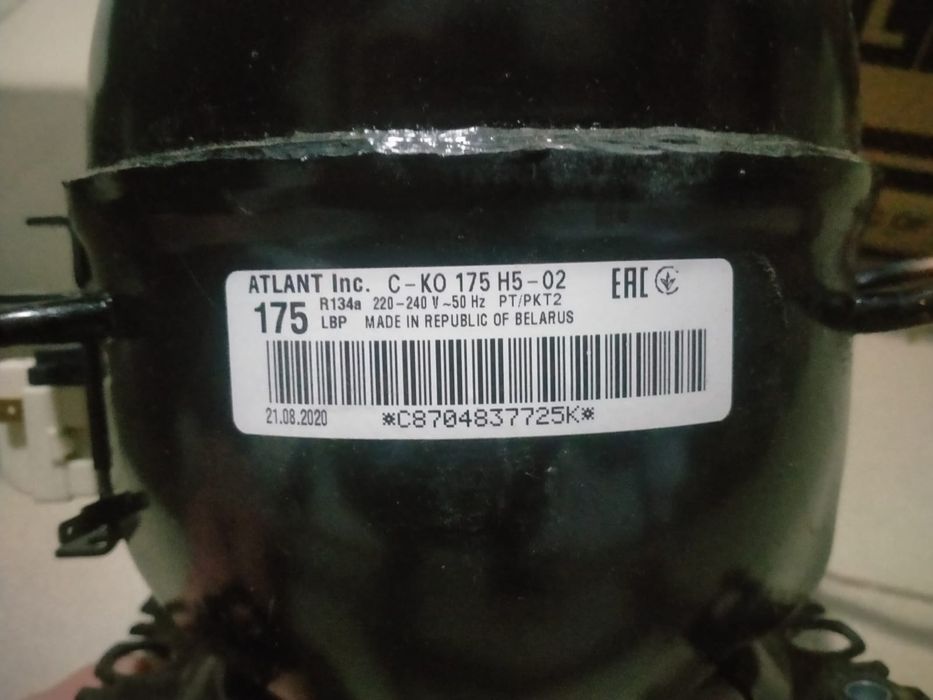 ATLANT Inc. C-KO 175 H5-02
EAC
175
R134a 220-240 V ~50 Hz PT/PKT2
LBP MADE IN REPUBLIC OF BELARUS
21.08.2020
*C8704837725K*